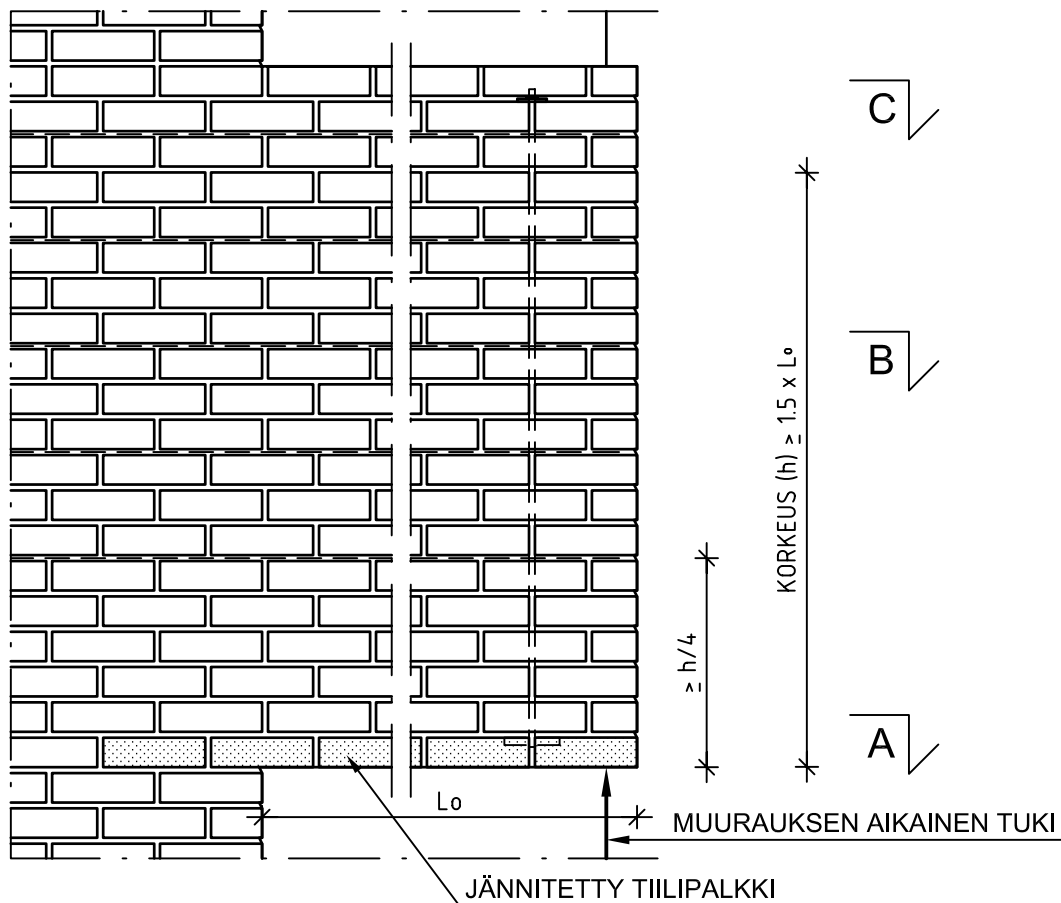 C
B
KORKEUS (h) ≥ 1.5 x Lo
≥ h/4
A
Lo
MUURAUKSEN AIKAINEN TUKI
JÄNNITETTY TIILIPALKKI